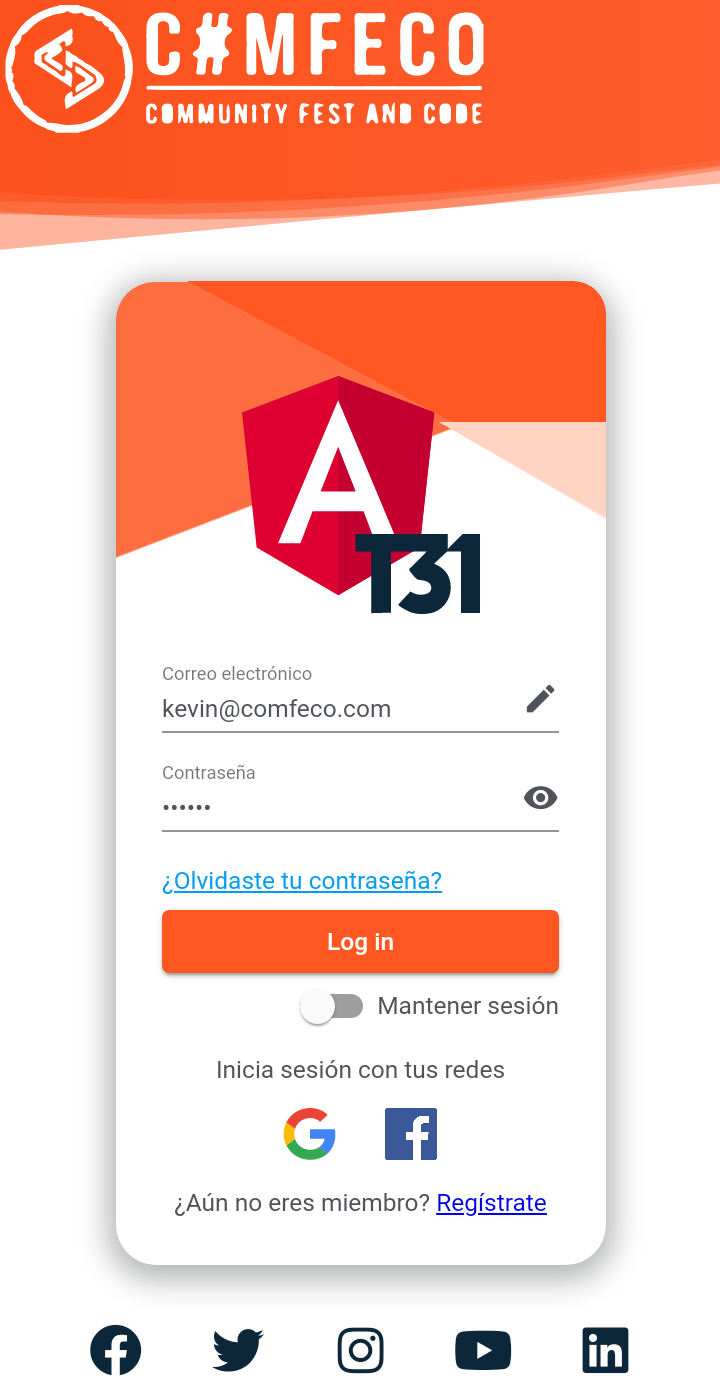 C#MFECO
COMMUNITY FEST AND CODE
A
T31
Correo electrónico
kevin@comfeco.com
Contraseña
••••••
¿Olvidaste tu contraseña?
Log in
Mantener sesión
Inicia sesión con tus redes
¿Aún no eres miembro? Regístrate